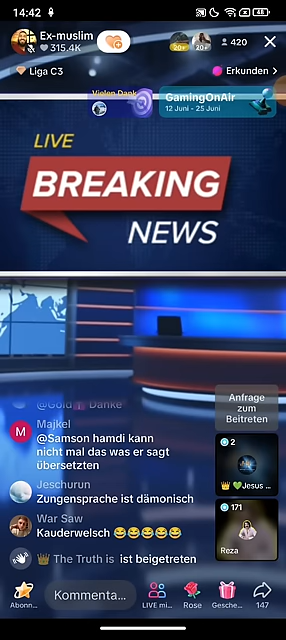 14:42
48
Ex-muslim
315.4K
20+
20+
420
Liga C3
Erkunden >
Vielen Dank
GamingOnAir
12 Juni - 25 Juni
LIVE
BREAKING
NEWS
@Gold Danke
Anfrage
zum
Beitreten
Majkel
M
@Samson hamdi kann
nicht mal das was er sagt
übersetzten
2
Jesus ...
Jeschurun
Zungensprache ist dämonisch
171
War Saw
Kauderwelsch 😂😂😂😂😂
Reza
The Truth is ist beigetreten
Abonn...
Kommenta...
LIVE mi...
Rose
Gesche...
147